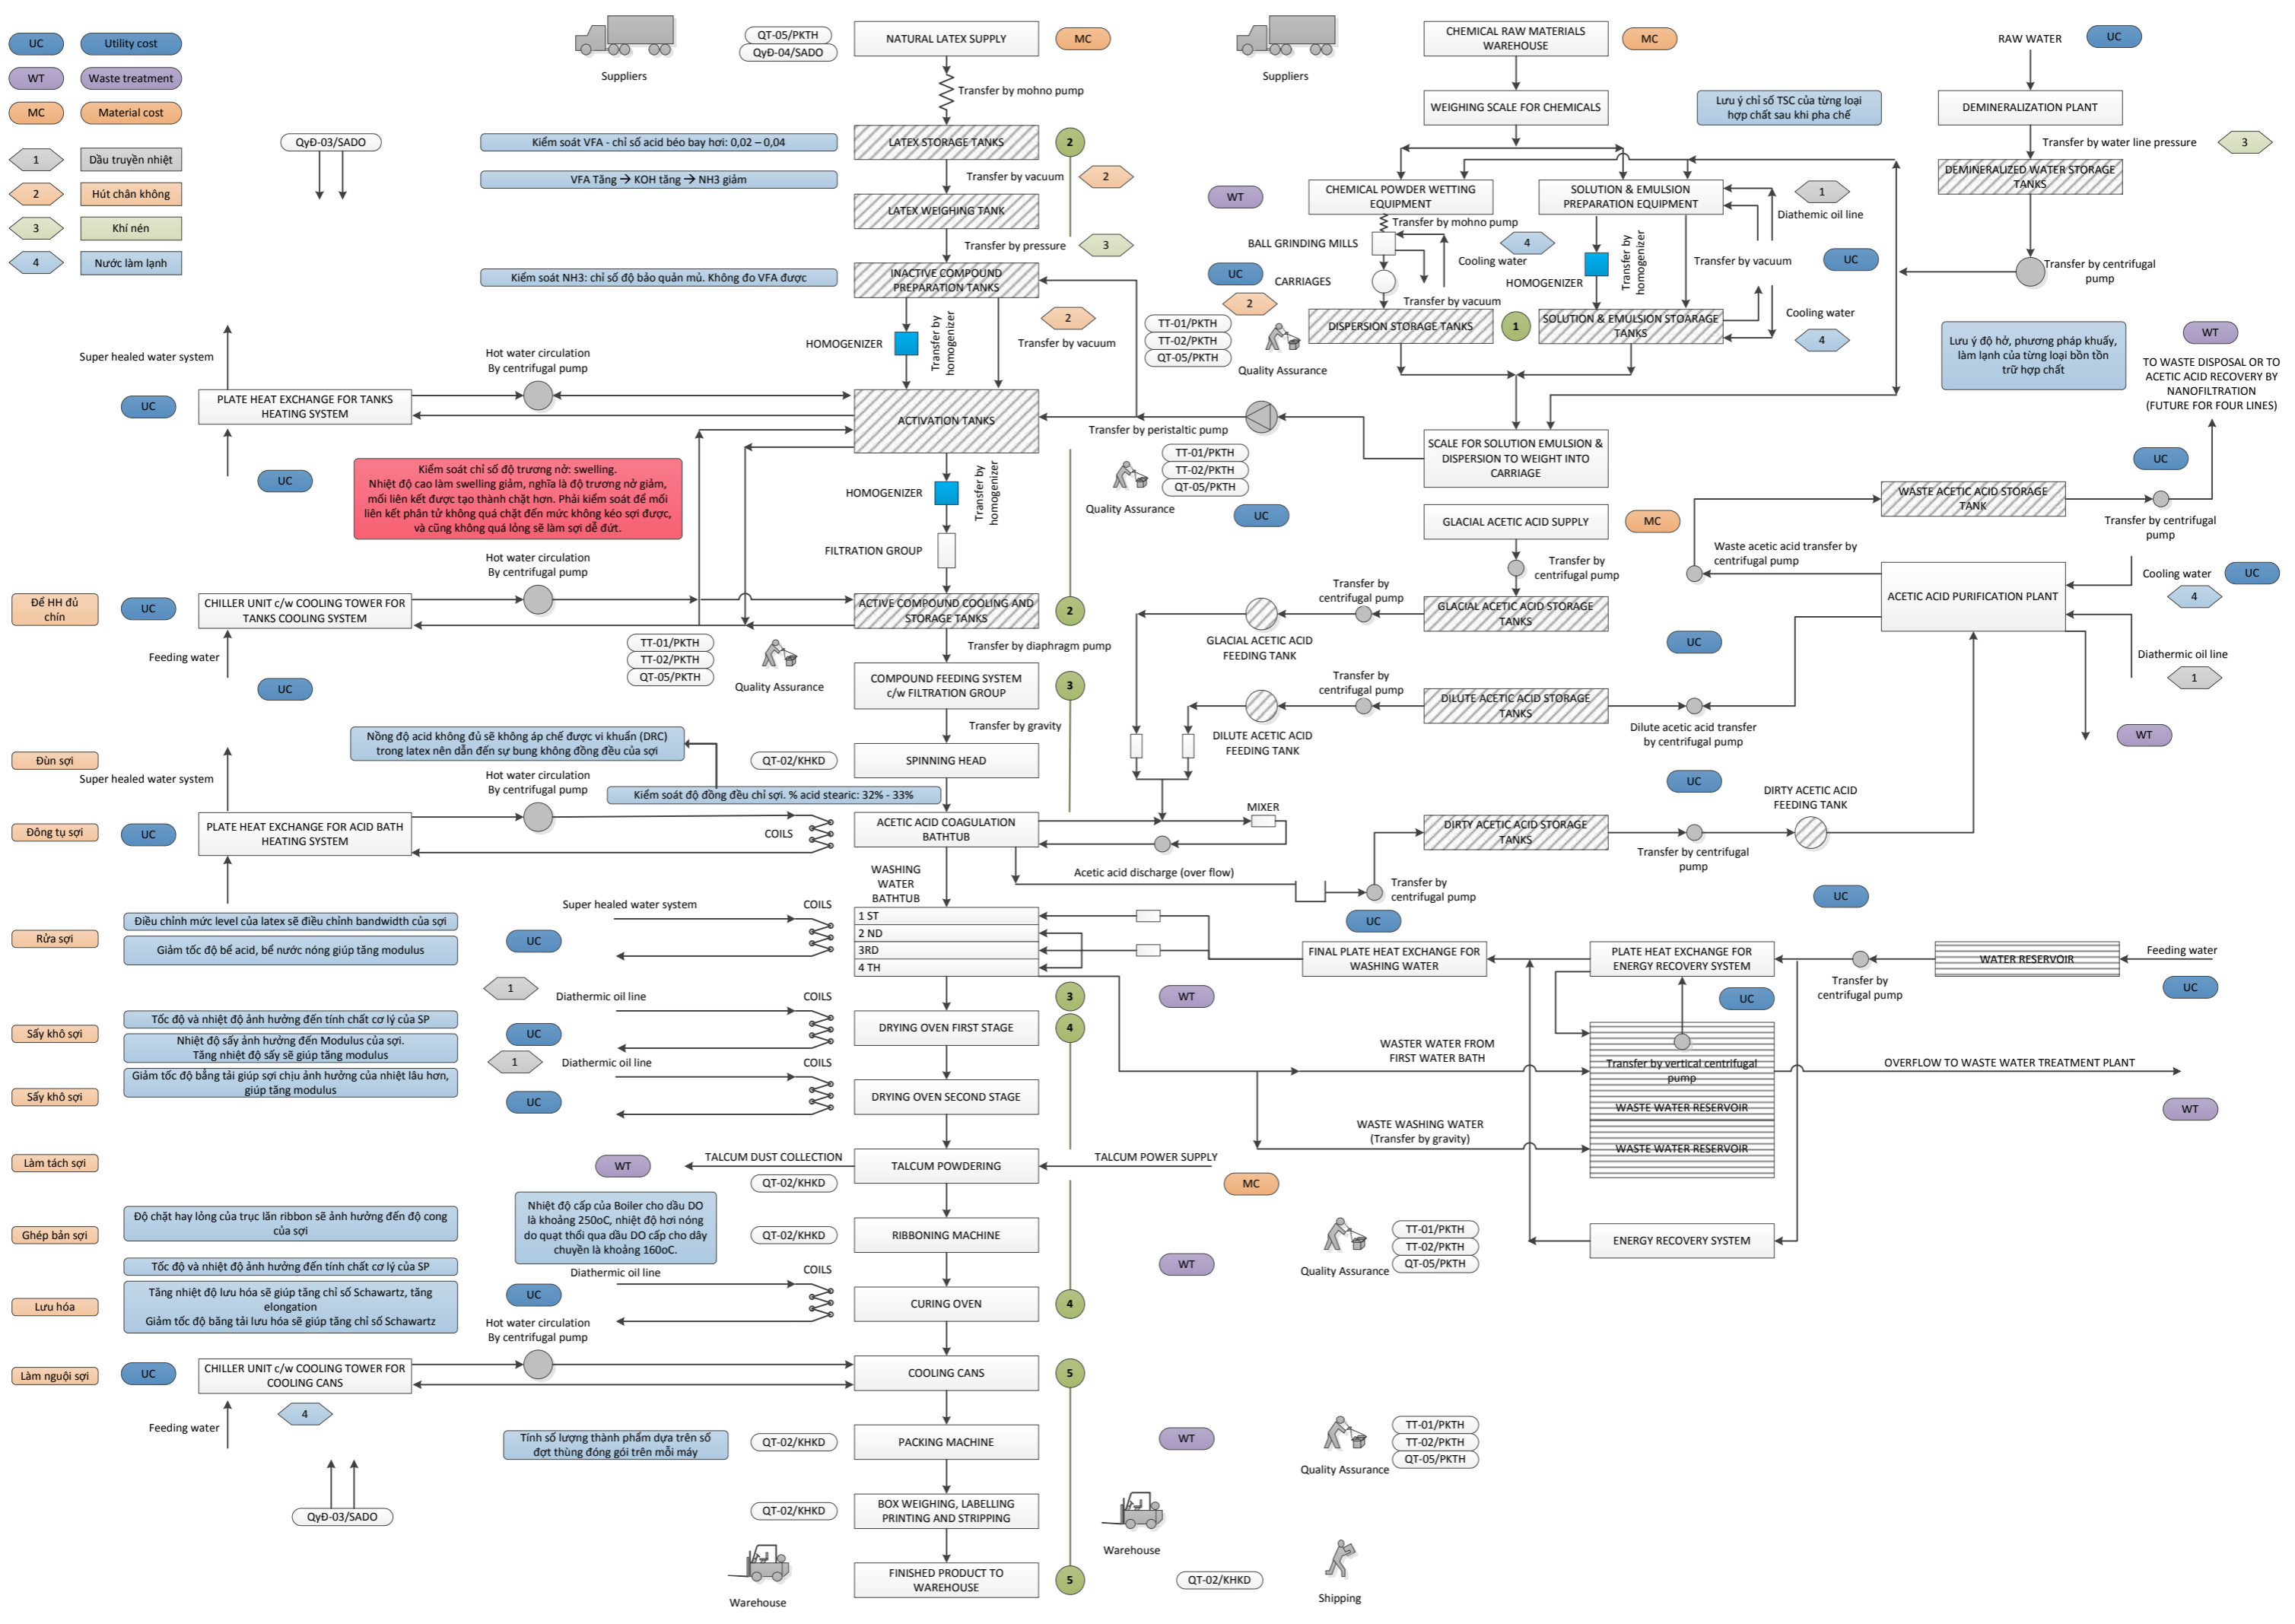 UC
Utility cost
WT
Waste treatment
MC
Material cost
1
Dầu truyền nhiệt
2
Hút chân không
3
Khí nén
4
Nước làm lạnh
QyĐ-03/SADO
Suppliers
QT-05/PKTH
QyĐ-04/SADO
NATURAL LATEX SUPPLY
MC
Transfer by mohno pump
Kiểm soát VFA - chỉ số acid béo bay hơi: 0,02 – 0,04
LATEX STORAGE TANKS
2
VFA Tăng → KOH tăng → NH3 giảm
Transfer by vacuum
2
LATEX WEIGHING TANK
Transfer by pressure
3
Kiểm soát NH3: chỉ số độ bảo quản mủ. Không đo VFA được
INACTIVE COMPOUND
PREPARATION TANKS
2
Transfer by vacuum
HOMOGENIZER
Transfer by
homogenizer
Suppliers
CHEMICAL RAW MATERIALS
WAREHOUSE
MC
WEIGHING SCALE FOR CHEMICALS
Lưu ý chỉ số TSC của từng loại
hợp chất sau khi pha chế
RAW WATER
UC
DEMINERALIZATION PLANT
Transfer by water line pressure
3
DEMINERALIZED WATER STORAGE
TANKS
Transfer by centrifugal
pump
WT
CHEMICAL POWDER WETTING
EQUIPMENT
SOLUTION & EMULSION
PREPARATION EQUIPMENT
1
Diathemic oil line
Transfer by mohno pump
BALL GRINDING MILLS
4
Cooling water
Transfer by
homogenizer
Transfer by vacuum
UC
UC
CARRIAGES
HOMOGENIZER
2
Transfer by vacuum
Cooling water
4
TT-01/PKTH
TT-02/PKTH
QT-05/PKTH
Quality Assurance
DISPERSION STORAGE TANKS
1
SOLUTION & EMULSION STOARAGE
TANKS
Lưu ý độ hở, phương pháp khuấy,
làm lạnh của từng loại bồn tồn
trữ hợp chất
WT
TO WASTE DISPOSAL OR TO
ACETIC ACID RECOVERY BY
NANOFILTRATION
(FUTURE FOR FOUR LINES)
Super healed water system
Hot water circulation
By centrifugal pump
UC
PLATE HEAT EXCHANGE FOR TANKS
HEATING SYSTEM
UC
ACTIVATION TANKS
Transfer by peristaltic pump
TT-01/PKTH
TT-02/PKTH
QT-05/PKTH
Quality Assurance
UC
SCALE FOR SOLUTION EMULSION &
DISPERSION TO WEIGHT INTO
CARRIAGE
Kiểm soát chỉ số độ trương nở: swelling.
Nhiệt độ cao làm swelling giảm, nghĩa là độ trương nở giảm,
mối liên kết được tạo thành chặt hơn. Phải kiểm soát để mối
liên kết phân tử không quá chặt đến mức không kéo sợi được,
và cũng không quá lỏng sẽ làm sợi dễ đứt.
HOMOGENIZER
Transfer by
homogenizer
FILTRATION GROUP
GLACIAL ACETIC ACID SUPPLY
MC
Transfer by
centrifugal pump
UC
WASTE ACETIC ACID STORAGE
TANK
Transfer by centrifugal
pump
Waste acetic acid transfer by
centrifugal pump
ACETIC ACID PURIFICATION PLANT
Cooling water
UC
4
Diathermic oil line
1
WT
Để HH đủ
chín
UC
CHILLER UNIT c/w COOLING TOWER FOR
TANKS COOLING SYSTEM
Hot water circulation
By centrifugal pump
Feeding water
UC
ACTIVE COMPOUND COOLING AND
STORAGE TANKS
2
TT-01/PKTH
TT-02/PKTH
QT-05/PKTH
Quality Assurance
Transfer by diaphragm pump
COMPOUND FEEDING SYSTEM
c/w FILTRATION GROUP
3
Transfer by gravity
Transfer by
centrifugal pump
GLACIAL ACETIC ACID STORAGE
TANKS
GLACIAL ACETIC ACID
FEEDING TANK
UC
Transfer by
centrifugal pump
DILUTE ACETIC ACID STORAGE
TANKS
DILUTE ACETIC ACID
FEEDING TANK
Dilute acetic acid transfer
by centrifugal pump
Nồng độ acid không đủ sẽ không áp chế được vi khuẩn (DRC)
trong latex nên dẫn đến sự bung không đồng đều của sợi
Đùn sợi
Super healed water system
Hot water circulation
By centrifugal pump
QT-02/KHKD
SPINNING HEAD
Kiểm soát độ đồng đều chỉ sợi. % acid stearic: 32% - 33%
UC
DIRTY ACETIC ACID
FEEDING TANK
Đông tụ sợi
UC
PLATE HEAT EXCHANGE FOR ACID BATH
HEATING SYSTEM
COILS
ACETIC ACID COAGULATION
BATHTUB
MIXER
DIRTY ACETIC ACID STORAGE
TANKS
Transfer by centrifugal
pump
Acetic acid discharge (over flow)
Transfer by
centrifugal pump
UC
UC
WASHING
WATER
BATHTUB
Rửa sợi
Điều chỉnh mức level của latex sẽ điều chỉnh bandwidth của sợi
Giảm tốc độ bể acid, bể nước nóng giúp tăng modulus
Super healed water system
COILS
UC
1 ST
2 ND
3RD
4 TH
FINAL PLATE HEAT EXCHANGE FOR
WASHING WATER
PLATE HEAT EXCHANGE FOR
ENERGY RECOVERY SYSTEM
UC
Transfer by
centrifugal pump
WATER RESERVOIR
Feeding water
UC
3
WT
1
Diathermic oil line
COILS
Sấy khô sợi
Tốc độ và nhiệt độ ảnh hưởng đến tính chất cơ lý của SP
Nhiệt độ sấy ảnh hưởng đến Modulus của sợi.
Tăng nhiệt độ sấy sẽ giúp tăng modulus
UC
DRYING OVEN FIRST STAGE
4
1
Diathermic oil line
COILS
Sấy khô sợi
Giảm tốc độ bằng tải giúp sợi chịu ảnh hưởng của nhiệt lâu hơn,
giúp tăng modulus
UC
DRYING OVEN SECOND STAGE
WASTER WATER FROM
FIRST WATER BATH
Transfer by vertical centrifugal
pump
WASTE WATER RESERVOIR
WASTE WATER RESERVOIR
OVERFLOW TO WASTE WATER TREATMENT PLANT
WT
WASTE WASHING WATER
(Transfer by gravity)
Làm tách sợi
WT
TALCUM DUST COLLECTION
TALCUM POWDERING
TALCUM POWER SUPPLY
MC
QT-02/KHKD
Ghép bản sợi
Độ chặt hay lỏng của trục lăn ribbon sẽ ảnh hưởng đến độ cong
của sợi
Nhiệt độ cấp của Boiler cho dầu DO
là khoảng 250oC, nhiệt độ hơi nóng
do quạt thổi qua dầu DO cấp cho dây
chuyền là khoảng 160oC.
QT-02/KHKD
RIBBONING MACHINE
WT
Quality Assurance
TT-01/PKTH
TT-02/PKTH
QT-05/PKTH
ENERGY RECOVERY SYSTEM
Lưu hóa
Tốc độ và nhiệt độ ảnh hưởng đến tính chất cơ lý của SP
Tăng nhiệt độ lưu hóa sẽ giúp tăng chỉ số Schawartz, tăng
elongation
Giảm tốc độ băng tải lưu hóa sẽ giúp tăng chỉ số Schawartz
Diathermic oil line
COILS
UC
CURING OVEN
4
Hot water circulation
By centrifugal pump
Làm nguội sợi
UC
CHILLER UNIT c/w COOLING TOWER FOR
COOLING CANS
COOLING CANS
5
4
Feeding water
Tính số lượng thành phẩm dựa trên số
đợt thùng đóng gói trên mỗi máy
QT-02/KHKD
PACKING MACHINE
WT
Quality Assurance
TT-01/PKTH
TT-02/PKTH
QT-05/PKTH
QyĐ-03/SADO
QT-02/KHKD
BOX WEIGHING, LABELLING
PRINTING AND STRIPPING
Warehouse
Warehouse
FINISHED PRODUCT TO
WAREHOUSE
5
QT-02/KHKD
Shipping